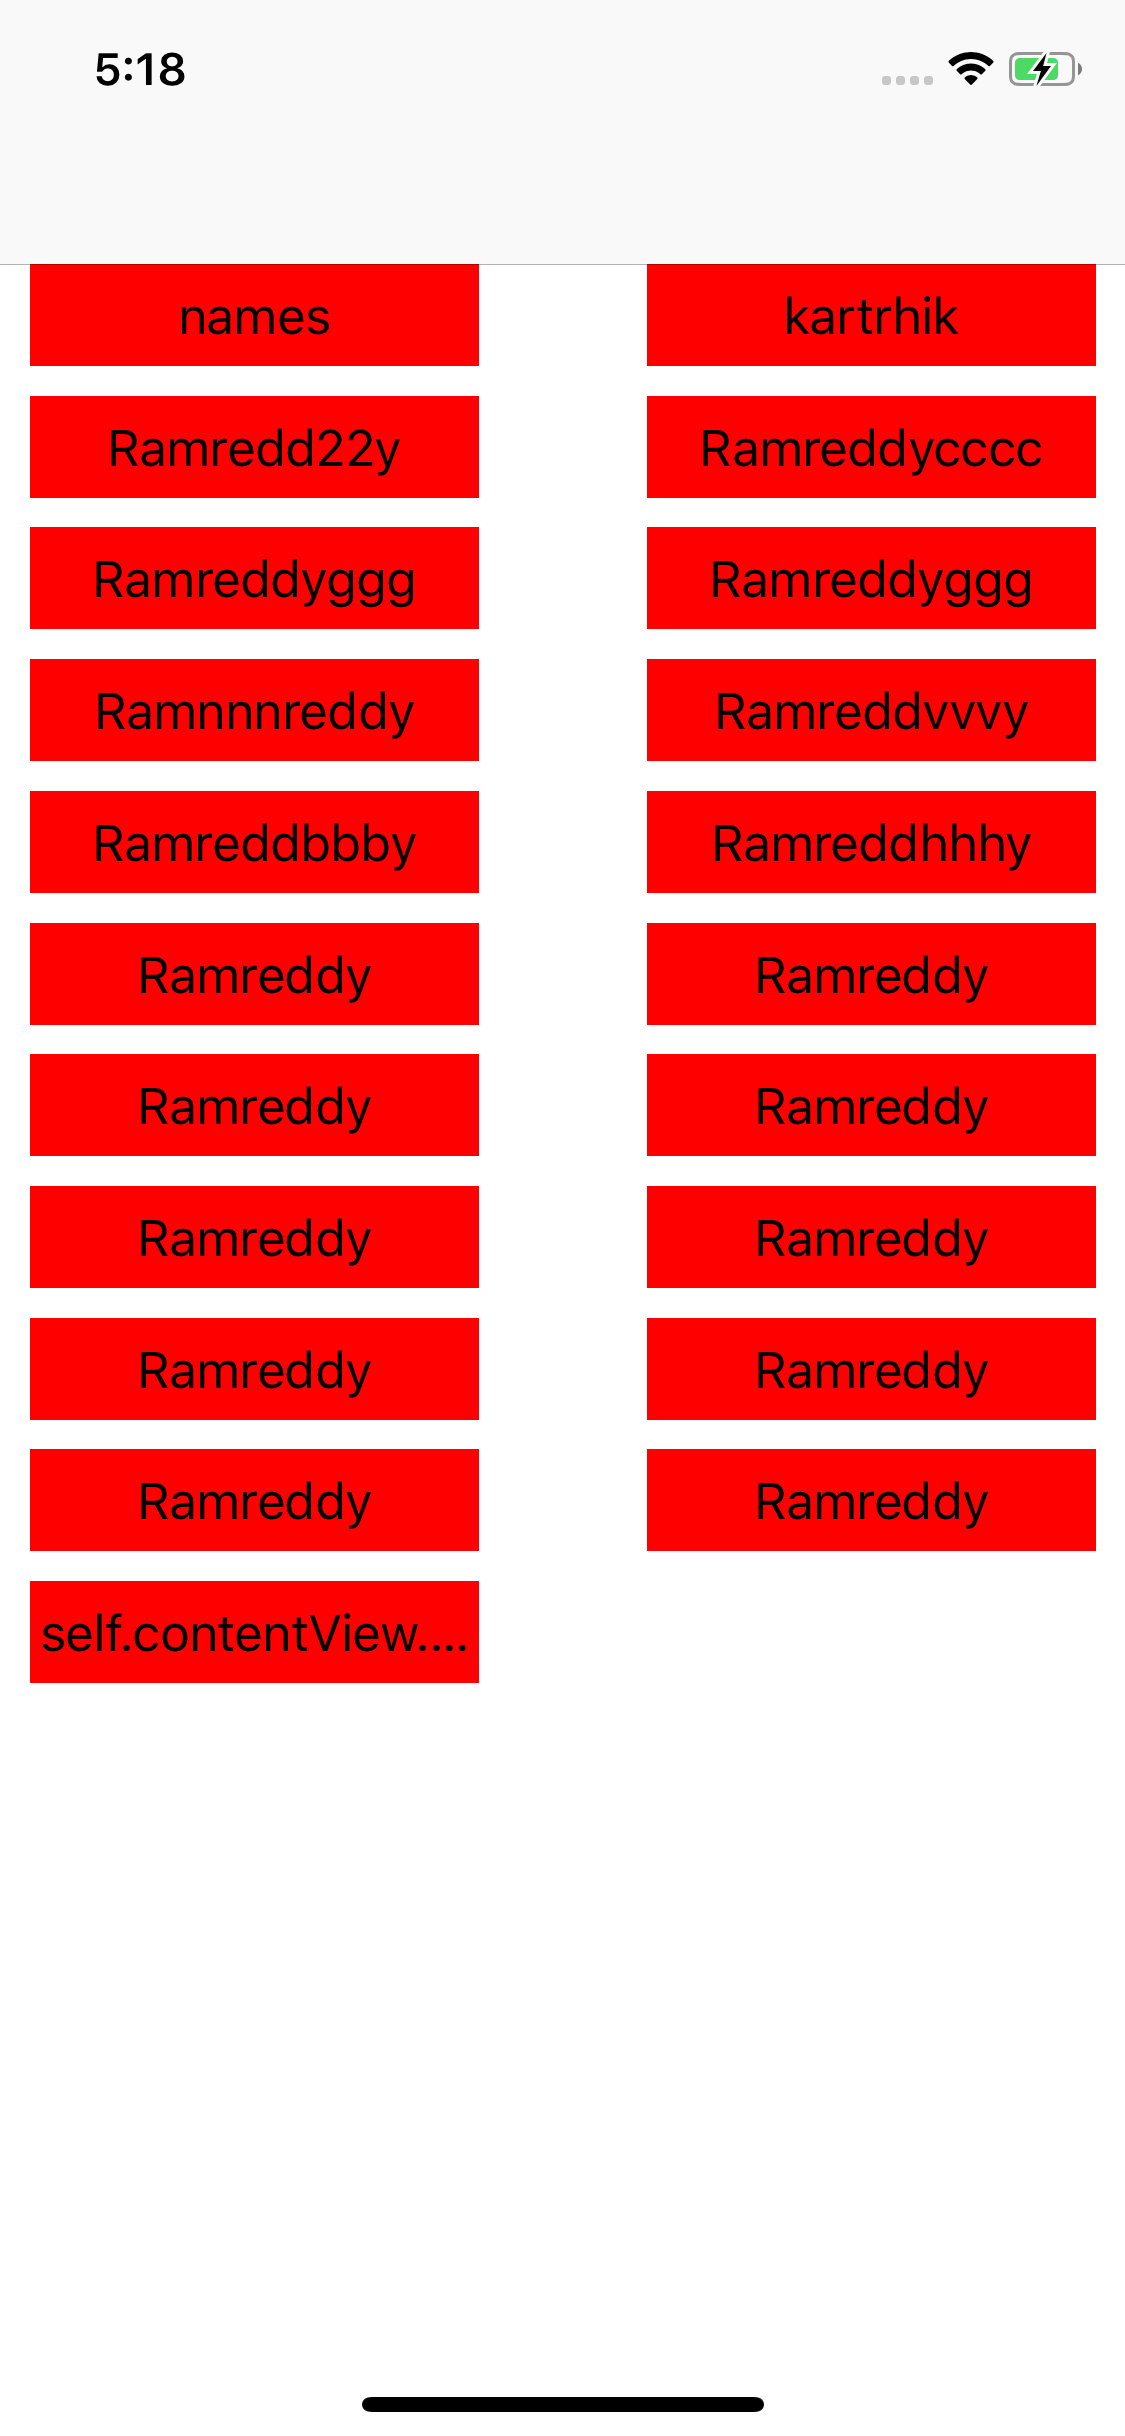 5:18
names kartrhik
Ramredd22y Ramreddycccc
Ramreddyggg Ramreddyggg
Ramnnnreddy Ramreddvvvy
Ramreddbbby Ramreddhhhy
Ramreddy Ramreddy
Ramreddy Ramreddy
Ramreddy Ramreddy
Ramreddy Ramreddy
Ramreddy Ramreddy
self.contentView....